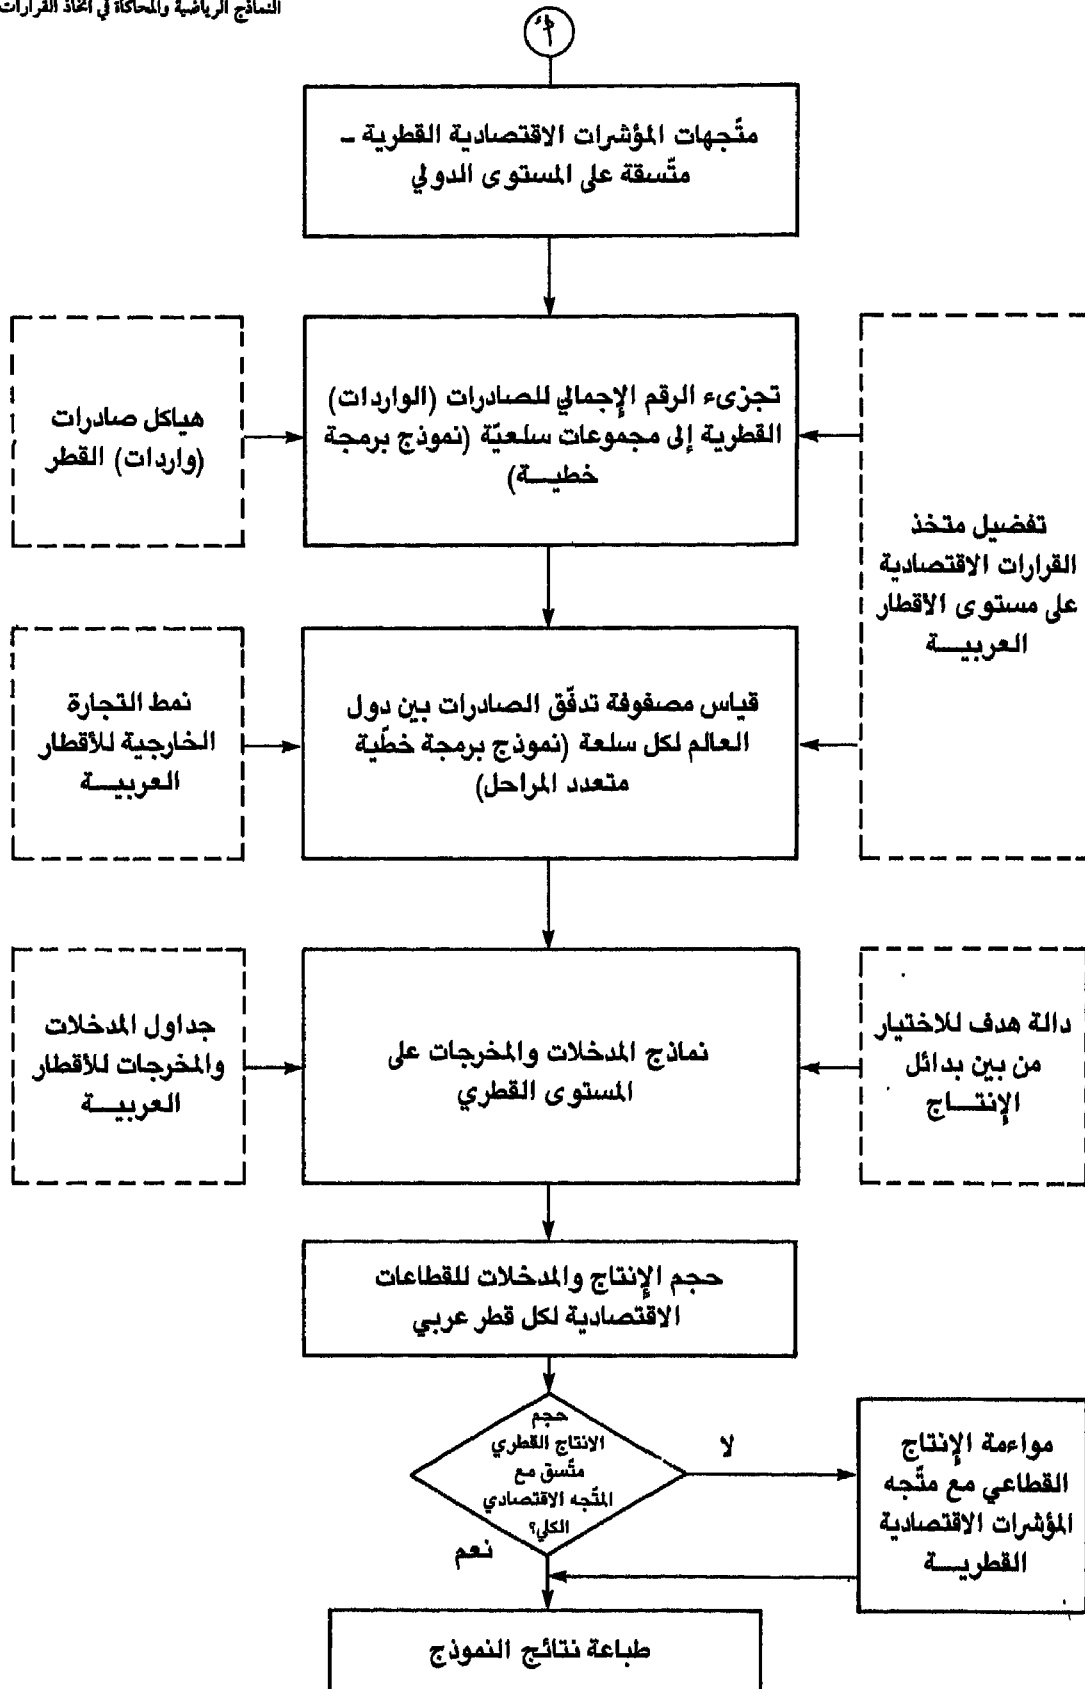 النماذج الرياضية والمحاكاة في اتخاذ القرارات
متّجهات المؤشرات الاقتصادية القطرية ـ
متّسقة على المستوى الدولي
تجزىء الرقم الإجمالي للصادرات (الواردات)
القطرية إلى مجموعات سلعيّة (نموذج برمجة
خطيـــة)
هياكل صادرات
(واردات) القطر
تفضيل متخذ
القرارات الاقتصادية
على مستوى الأقطار
العربيـــة
قياس مصفوفة تدفّق الصادرات بين دول
العالم لكل سلعة (نموذج برمجة خطّية
متعدد المراحل)
نمط التجارة
الخارجية للأقطار
العربيـــة
دالة هدف للاختيار
من بين بدائل
الإنتـــاج
نماذج المدخلات والمخرجات على
المستوى القطري
جداول المدخلات
والمخرجات للأقطار
العربيـــة
حجم الإنتاج والمدخلات للقطاعات
الاقتصادية لكل قطر عربي
حجم
الانتاج القطري
متّسق مع
المتّجه الاقتصادي
الكلي؟
لا
نعم
مواءمة الإنتاج
القطاعي مع متّجه
المؤشرات الاقتصادية
القطريـــة
طباعة نتائج النموذج